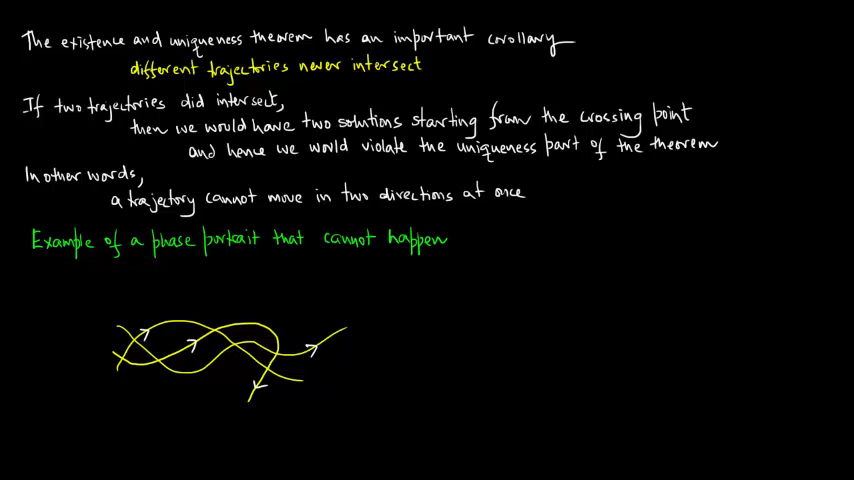 The existence and uniqueness theorem has an important corollary
different trajectories never intersect
If two trajectories did intersect,
then we would have two solutions starting from the crossing point
and hence we would violate the uniqueness part of the theorem
In other words,
a trajectory cannot move in two directions at once
Example of a phase portrait that cannot happen